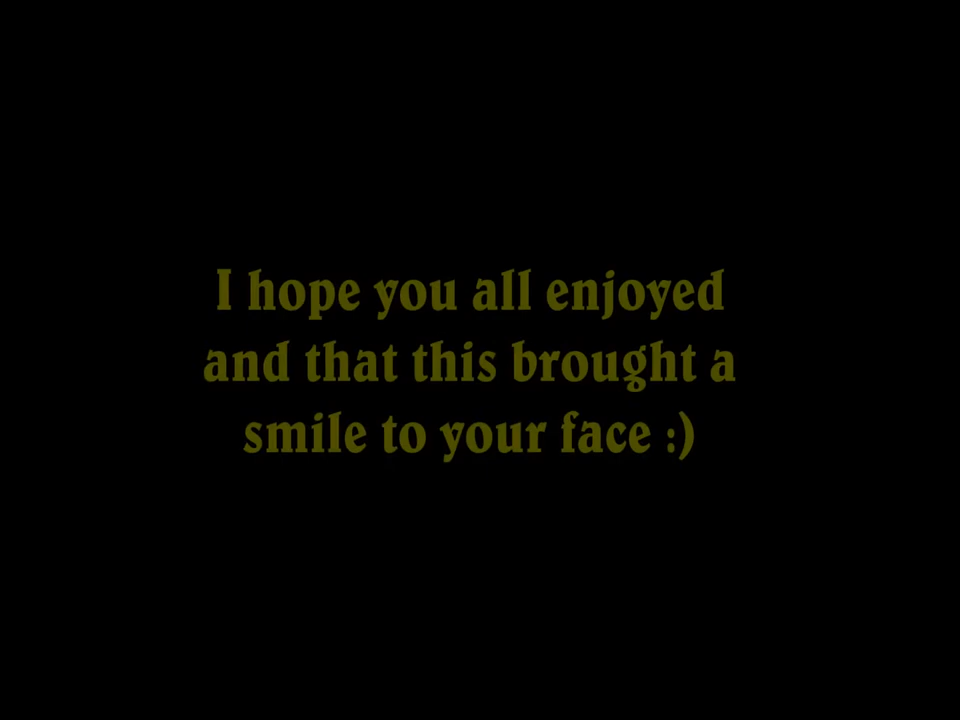 I hope you all enjoyed
and that this brought a
smile to your face :)